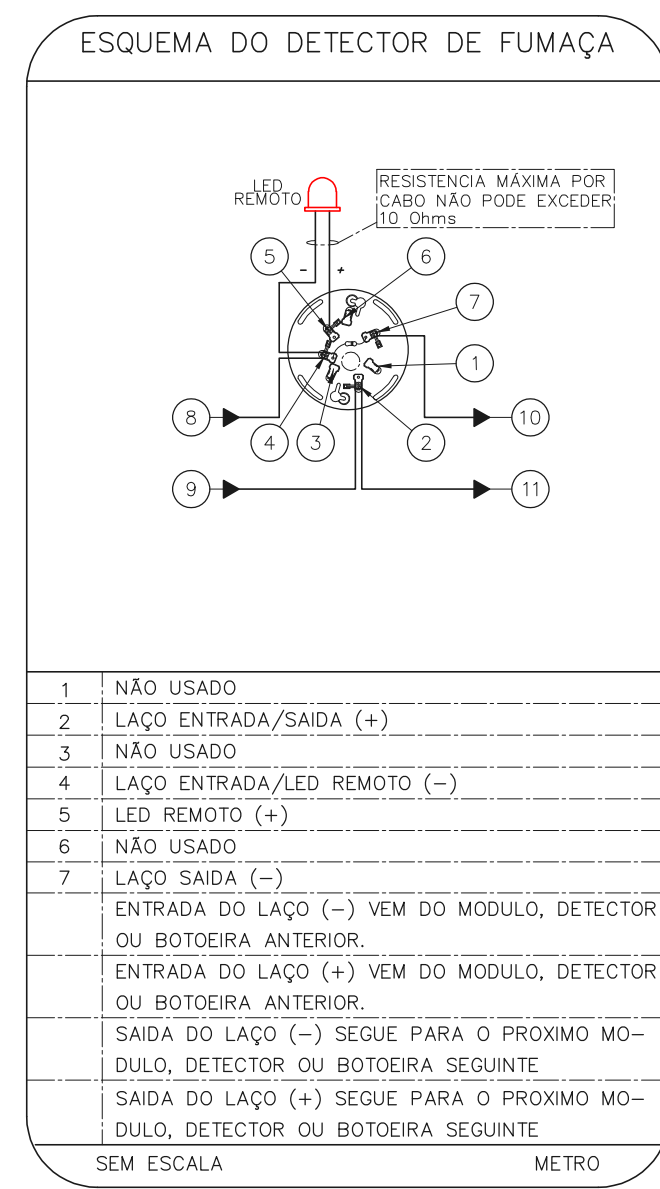 ESQUEMA DO DETECTOR DE FUMAÇA
LED
REMOTO
RESISTENCIA MÁXIMA POR
CABO NÃO PODE EXCEDER
10 Ohms
5
6
− +
7
1
8
10
4
3
2
9
11
1 NÃO USADO
2 LAÇO ENTRADA/SAIDA (+)
3 NÃO USADO
4 LAÇO ENTRADA/LED REMOTO (−)
5 LED REMOTO (+)
6 NÃO USADO
7 LAÇO SAIDA (−)
ENTRADA DO LAÇO (−) VEM DO MODULO, DETECTOR
OU BOTOEIRA ANTERIOR.
ENTRADA DO LAÇO (+) VEM DO MODULO, DETECTOR
OU BOTOEIRA ANTERIOR.
SAIDA DO LAÇO (−) SEGUE PARA O PROXIMO MO−
DULO, DETECTOR OU BOTOEIRA SEGUINTE
SAIDA DO LAÇO (+) SEGUE PARA O PROXIMO MO−
DULO, DETECTOR OU BOTOEIRA SEGUINTE
SEM ESCALA METRO